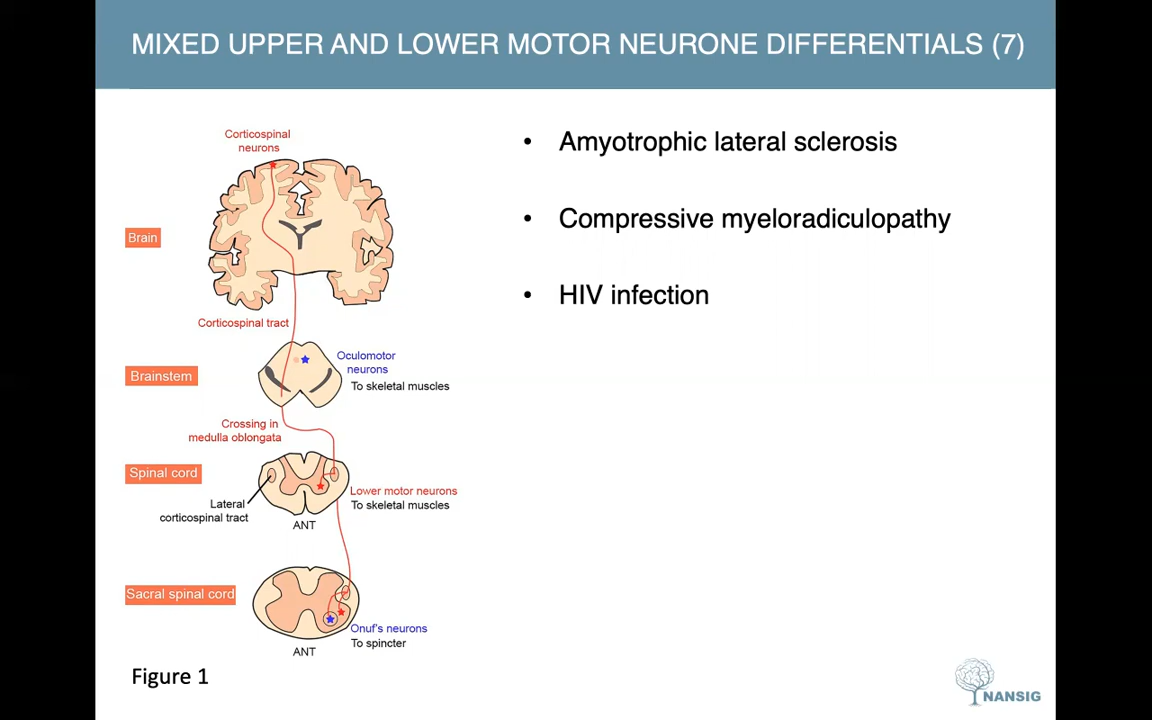 MIXED UPPER AND LOWER MOTOR NEURONE DIFFERENTIALS (7)
Corticospinal
neurons
Brain
Corticospinal tract
Oculomotor
neurons
To skeletal muscles
Brainstem
Crossing in
medulla oblongata
Spinal cord
Lower motor neurons
To skeletal muscles
Lateral
corticospinal tract
ANT
Sacral spinal cord
Onuf's neurons
To spincter
ANT
Figure 1
• Amyotrophic lateral sclerosis
• Compressive myeloradiculopathy
• HIV infection
NANSIG